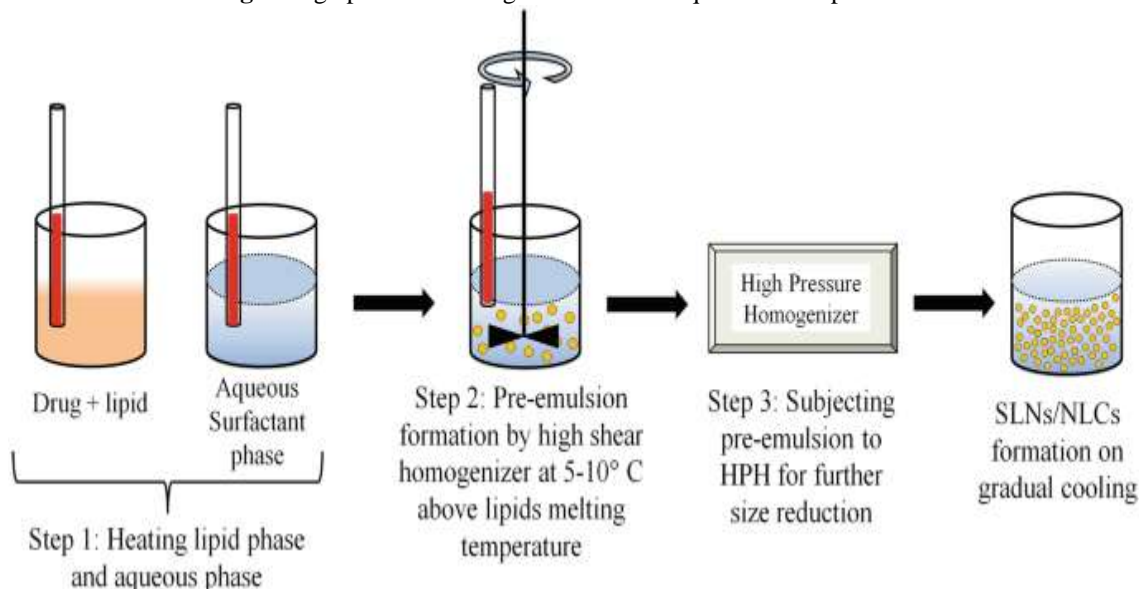 Drug + lipid
Aqueous
Surfactant
phase
Step 1: Heating lipid phase
and aqueous phase
Step 2: Pre-emulsion
formation by high shear
homogenizer at 5-10° C
above lipids melting
temperature
High Pressure
Homogenizer
Step 3: Subjecting
pre-emulsion to
HPH for further
size reduction
SLNs/NLCs
formation on
gradual cooling